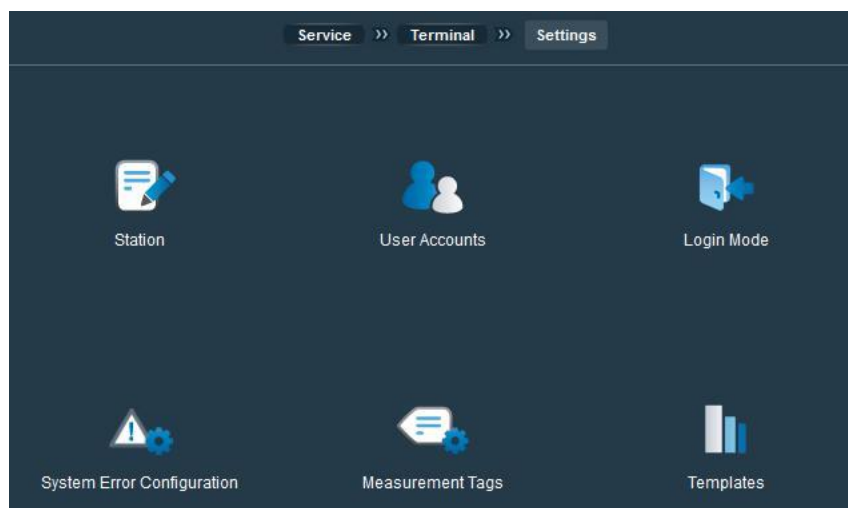 Service » Terminal » Settings
Station User Accounts Login Mode
System Error Configuration Measurement Tags Templates